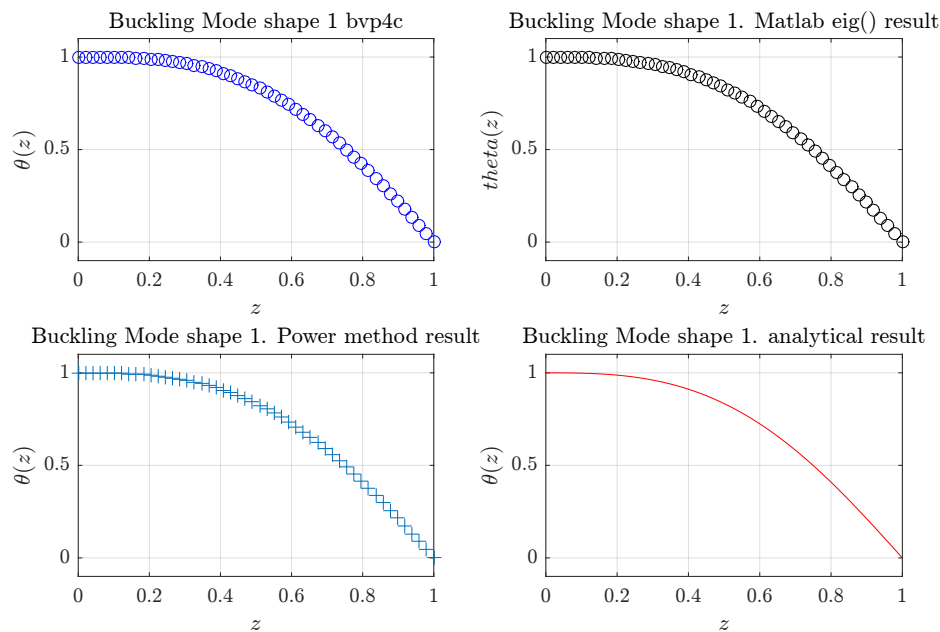 Buckling Mode shape 1 bvp4c
1
0.5
0
θ(z)
0 0.2 0.4 0.6 0.8 1
z
Buckling Mode shape 1. Matlab eig() result
1
0.5
0
theta(z)
0 0.2 0.4 0.6 0.8 1
z
Buckling Mode shape 1. Power method result
1
0.5
0
θ(z)
0 0.2 0.4 0.6 0.8 1
z
Buckling Mode shape 1. analytical result
1
0.5
0
θ(z)
0 0.2 0.4 0.6 0.8 1
z